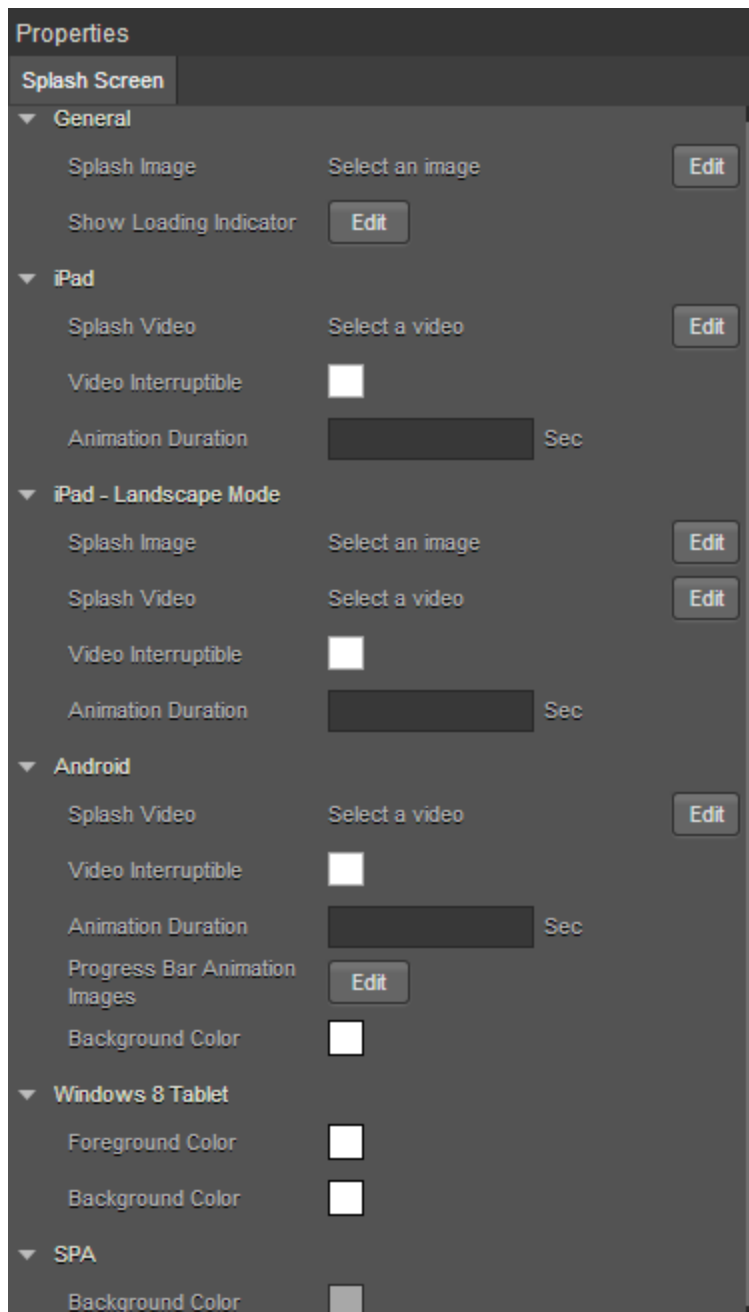 Properties
Splash Screen
General
Splash Image Select an image Edit
Show Loading Indicator Edit
iPad
Splash Video Select a video Edit
Video Interruptible
Animation Duration Sec
iPad - Landscape Mode
Splash Image Select an image Edit
Splash Video Select a video Edit
Video Interruptible
Animation Duration Sec
Android
Splash Video Select a video Edit
Video Interruptible
Animation Duration Sec
Progress Bar Animation
Images Edit
Background Color
Windows 8 Tablet
Foreground Color
Background Color
SPA
Background Color